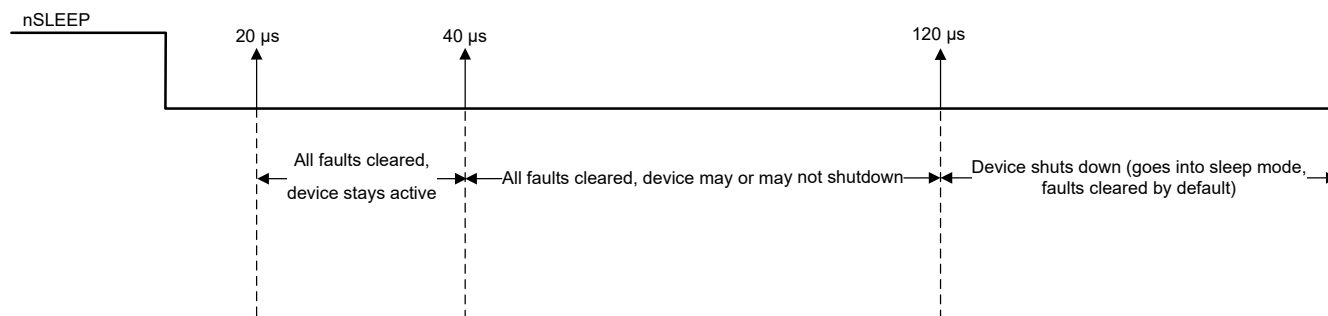 nSLEEP
20 µs
40 µs
120 µs
All faults cleared,
device stays active
All faults cleared, device may or may not shutdown
Device shuts down (goes into sleep mode,
faults cleared by default)